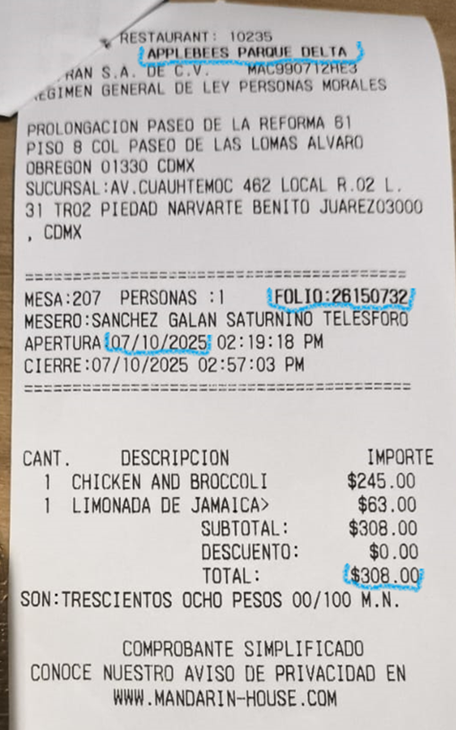 RESTAURANT: 10235
APPLEBEES PARQUE DELTA
RAN S.A. DE C.V. MAC990712HE3
REGIMEN GENERAL DE LEY PERSONAS MORALES
PROLONGACION PASEO DE LA REFORMA 61
PISO 8 COL PASEO DE LAS LOMAS ALVARO
OBREGON 01330 CDMX
SUCURSAL:AV.CUAUHTEMOC 462 LOCAL R.02 L.
31 TR02 PIEDAD NARVARTE BENITO JUAREZ03000
, CDMX
=========================================
MESA:207 PERSONAS :1 FOLIO:26150732
MESERO:SANCHEZ GALAN SATURNINO TELESFORO
APERTURA:07/10/2025 02:19:18 PM
CIERRE:07/10/2025 02:57:03 PM
=========================================
CANT. DESCRIPCION IMPORTE
1 CHICKEN AND BROCCOLI $245.00
1 LIMONADA DE JAMAICA> $63.00
SUBTOTAL: $308.00
DESCUENTO: $0.00
TOTAL: $308.00
SON:TRESCIENTOS OCHO PESOS 00/100 M.N.
COMPROBANTE SIMPLIFICADO
CONOCE NUESTRO AVISO DE PRIVACIDAD EN
WWW.MANDARIN-HOUSE.COM